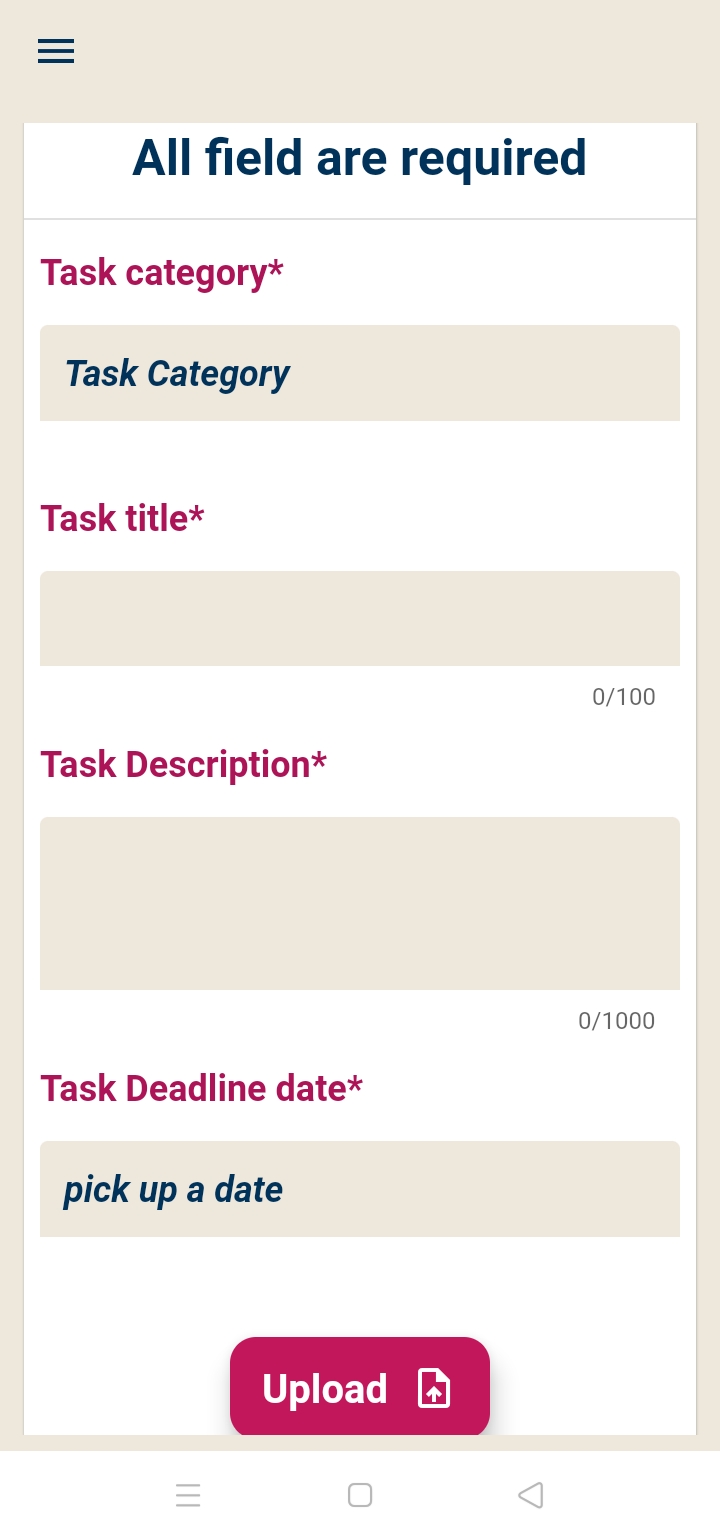 All field are required
Task category*
Task Category
Task title*
0/100
Task Description*
0/1000
Task Deadline date*
pick up a date
Upload